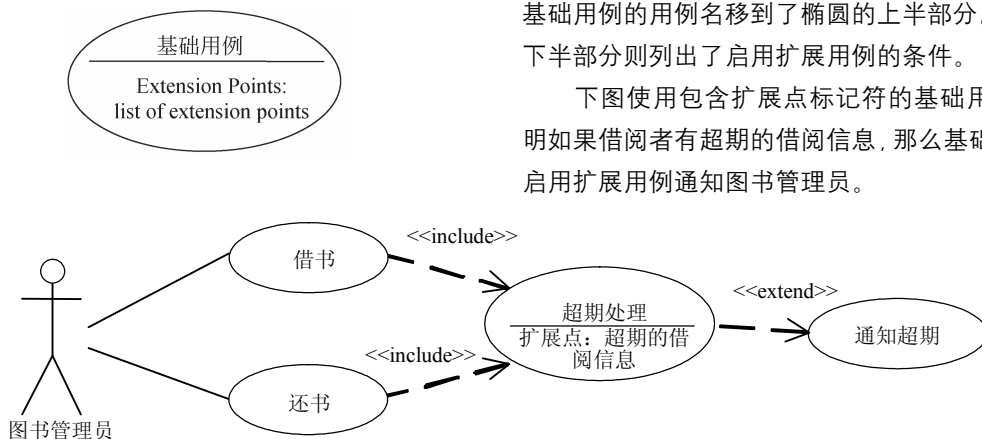 基础用例
Extension Points:
list of extension points
基础用例的用例名移到了椭圆的上半部分
下半部分则列出了启用扩展用例的条件。
下图使用包含扩展点标记符的基础用
明如果借阅者有超期的借阅信息，那么基础
启用扩展用例通知图书管理员。
<<include>>
借书
<<extend>>
超期处理
扩展点：超期的借
阅信息
通知超期
<<include>>
还书
图书管理员